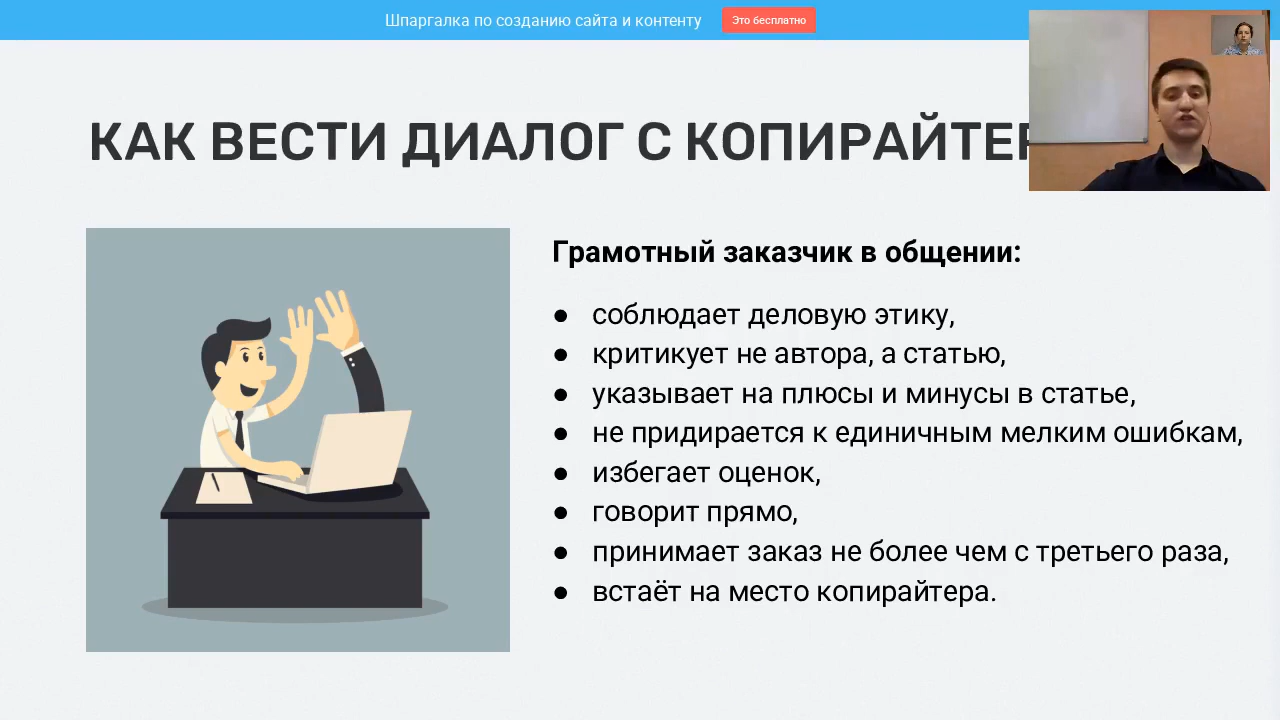 Шпаргалка по созданию сайта и контенту
Это бесплатно
КАК ВЕСТИ ДИАЛОГ С
Грамотный заказчик в общении:
● соблюдает деловую этику,
● критикует не автора, а статью,
● указывает на плюсы и минусы в статье,
● не придирается к единичным мелким ошибкам,
● избегает оценок,
● говорит прямо,
● принимает заказ не более чем с третьего раза,
● встаёт на место копирайтера.